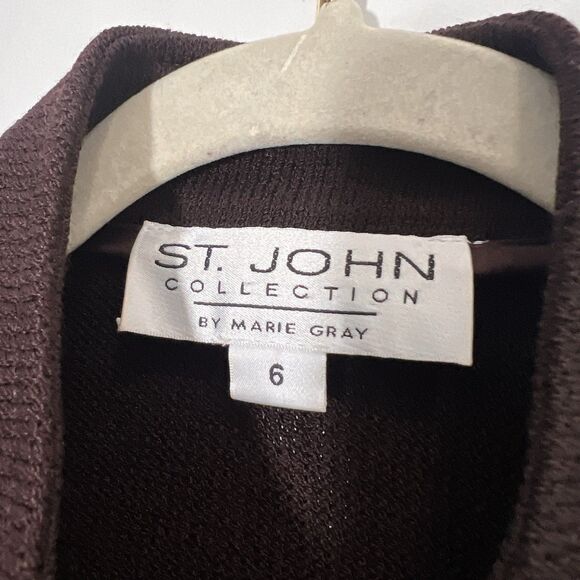 ST. JOHN
COLLECTION
BY MARIE GRAY
6